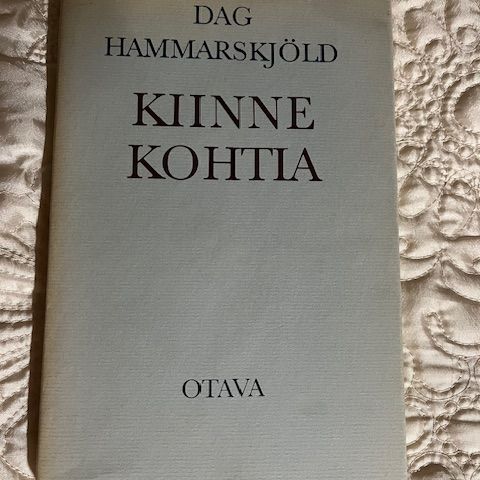 DAG
HAMMARSKJÖLD
KIINNE
KOHTIA
OTAVA